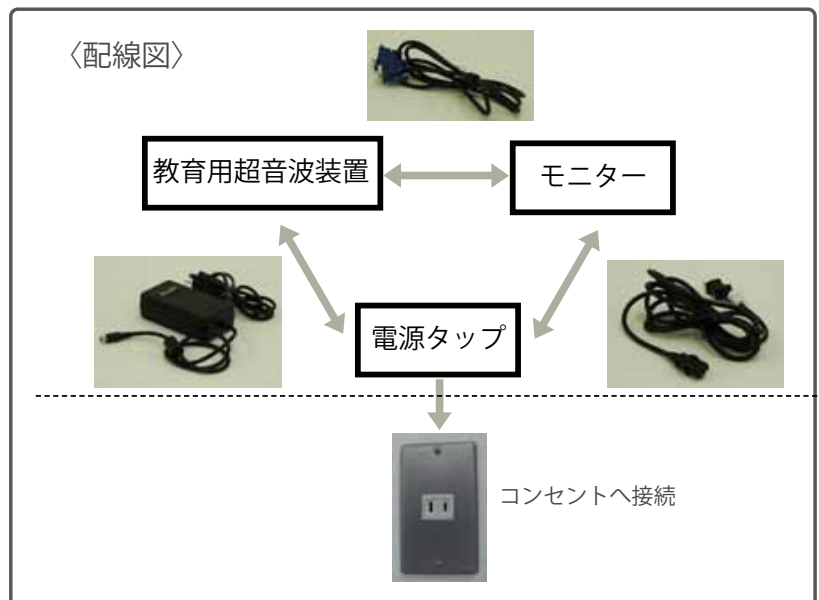 〈配線図〉
教育用超音波装置
モニター
電源タップ
コンセントへ接続